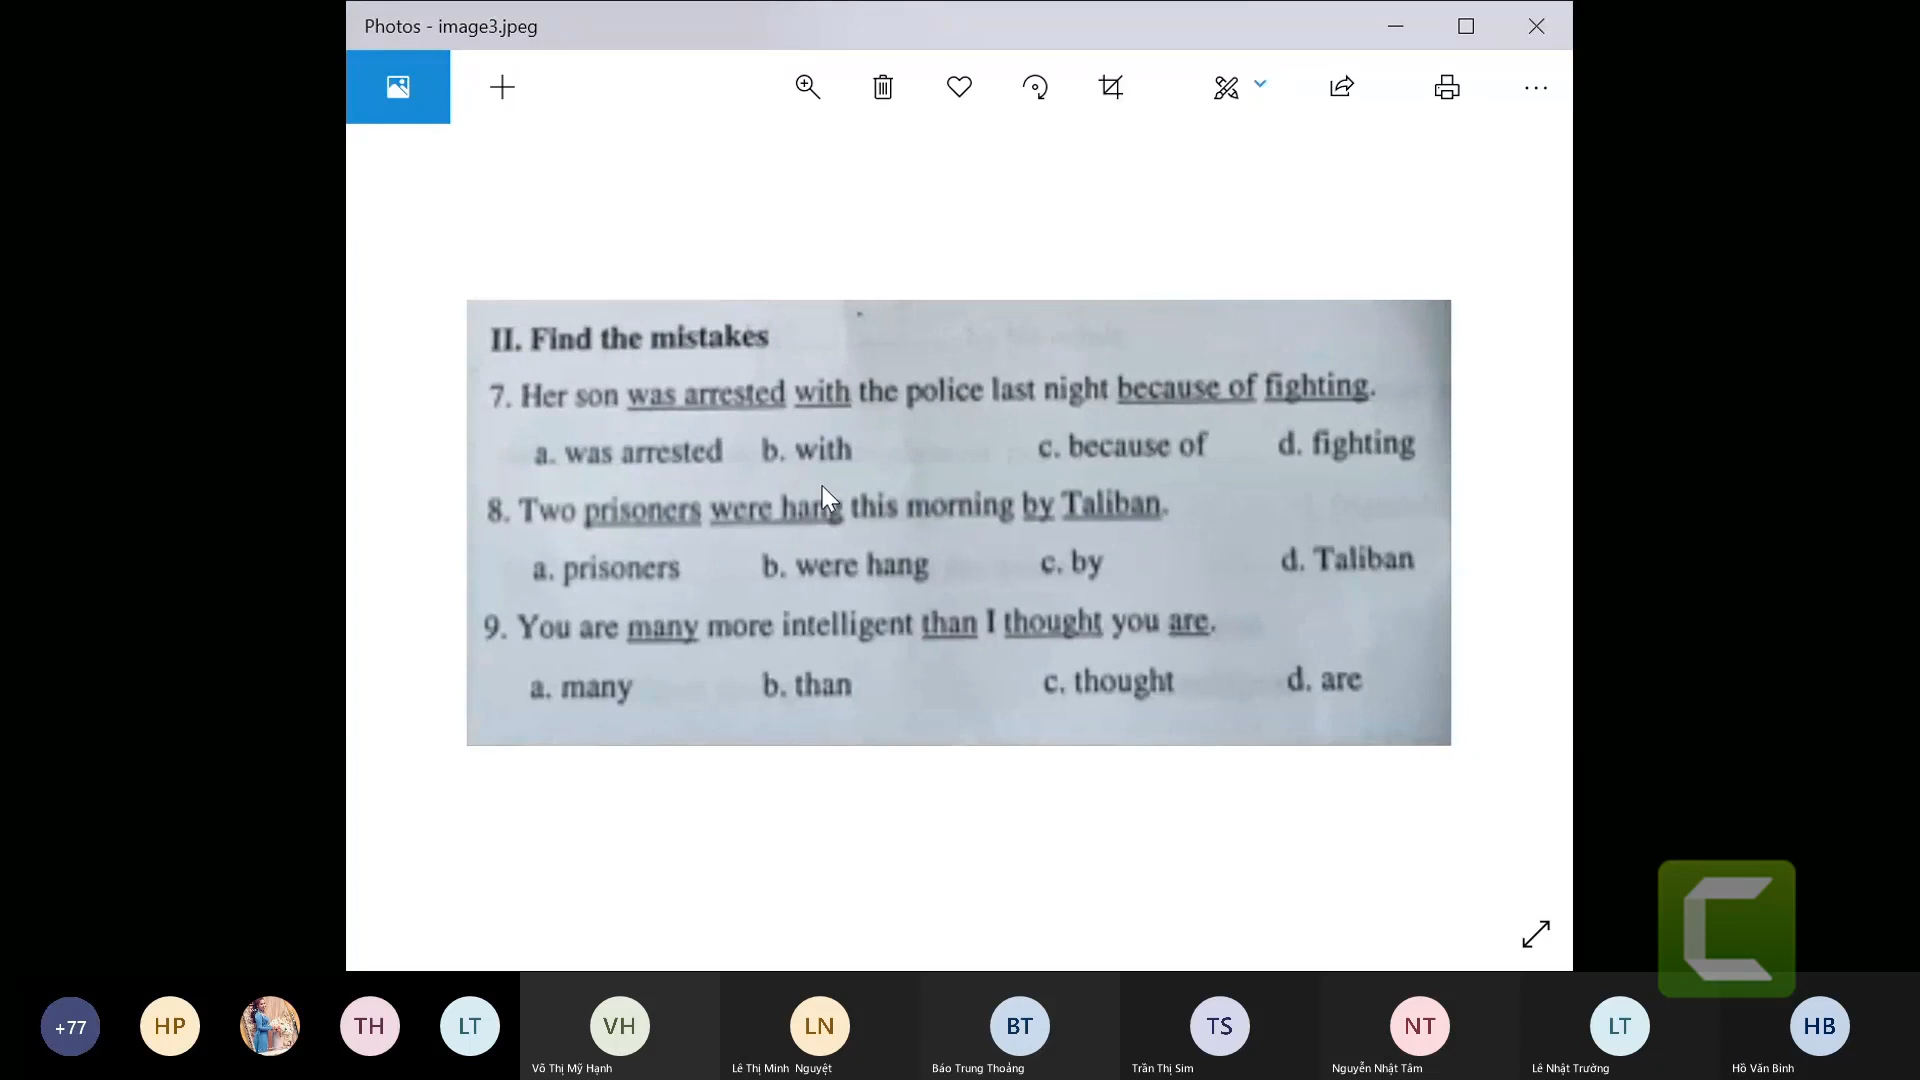 Photos - image3.jpeg
II. Find the mistakes
7. Her son was arrested with the police last night because of fighting.
a. was arrested b. with c. because of d. fighting
8. Two prisoners were hang this morning by Taliban.
a. prisoners b. were hang c. by d. Taliban
9. You are many more intelligent than I thought you are.
a. many b. than c. thought d. are
+77 HP TH LT VH LN BT TS NT LT HB
Võ Thị Mỹ Hạnh Lê Thị Minh Nguyệt Báo Trung Thoảng Trần Thị Sim Nguyễn Nhật Tâm Lê Nhật Trường Hồ Văn Bình